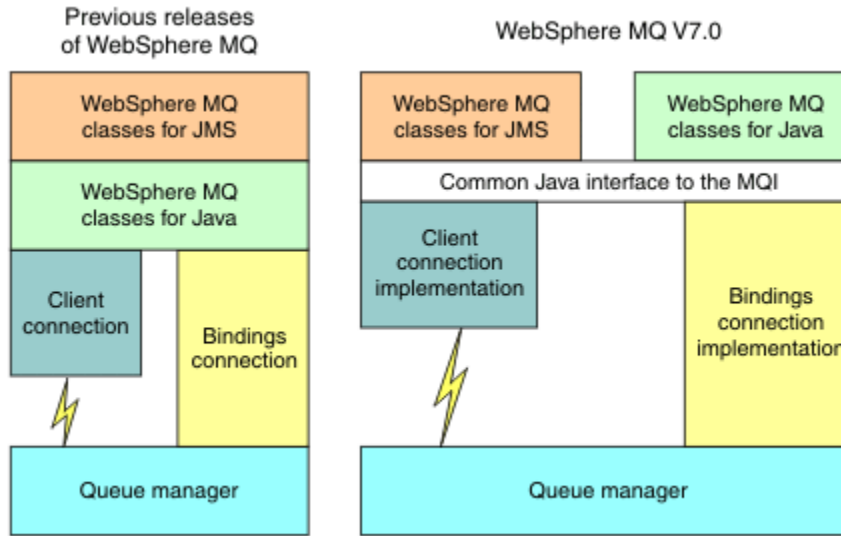 Previous releases
of WebSphere MQ
WebSphere MQ
classes for JMS
WebSphere MQ
classes for Java
Client
connection
Bindings
connection
Queue manager
WebSphere MQ V7.0
WebSphere MQ
classes for JMS
WebSphere MQ
classes for Java
Common Java interface to the MQI
Client
connection
implementation
Bindings
connection
implementation
Queue manager